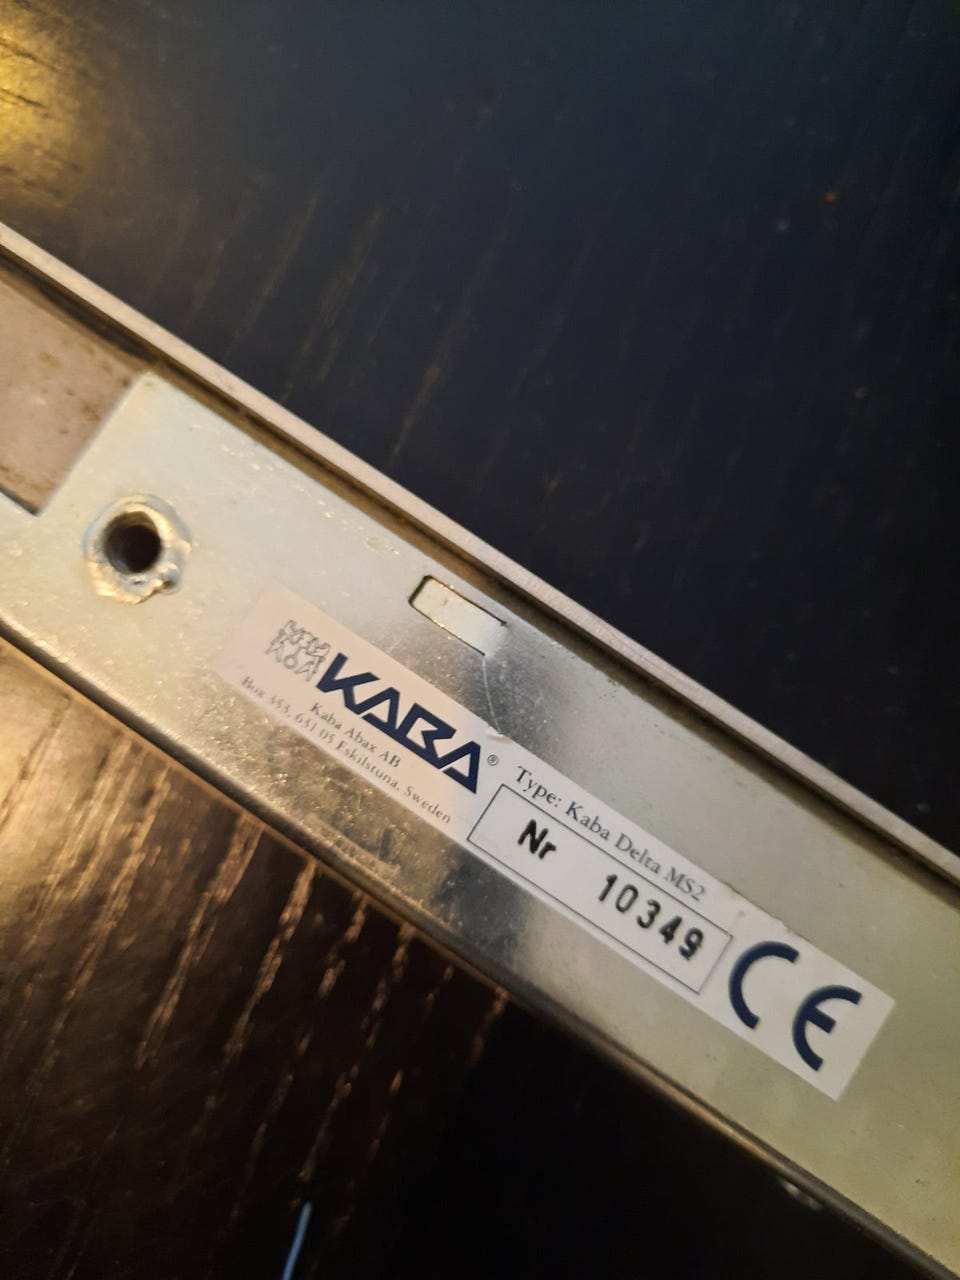 KABA®
Kaba Abax AB
Box 353, 631 05 Eskilstuna, Sweden
Type: Kaba Delta MS2
Nr 10349
CE